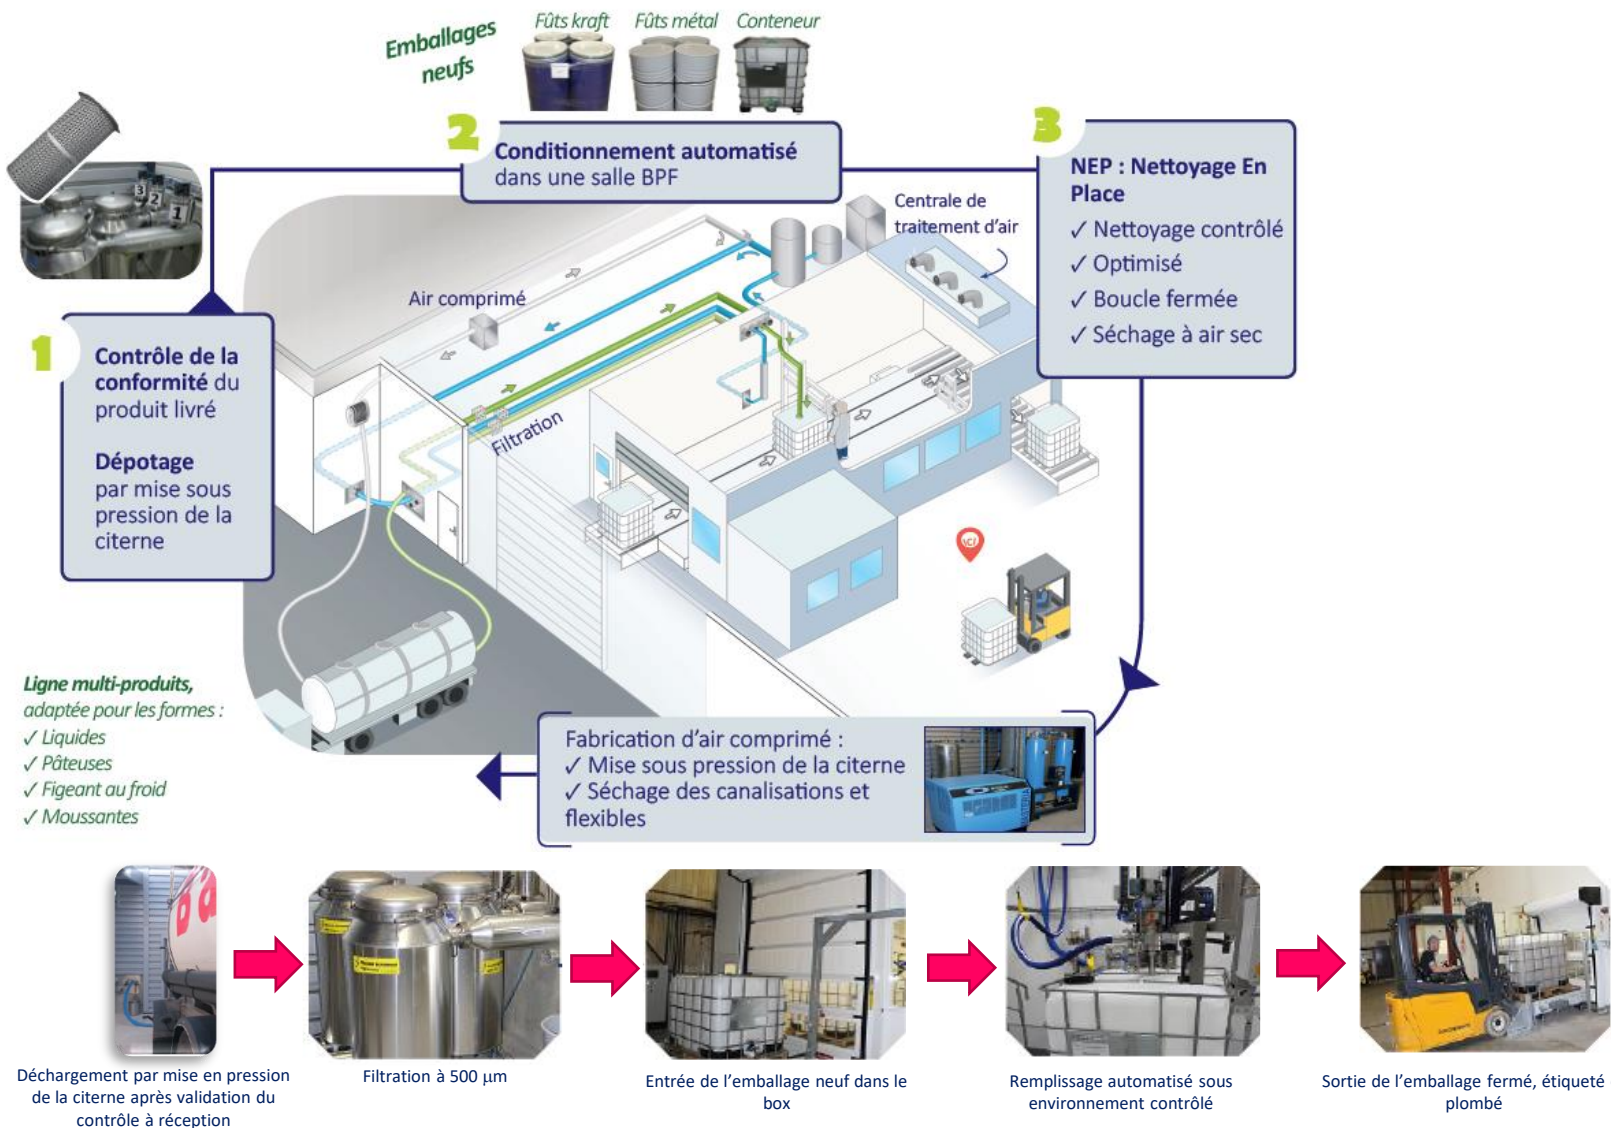 Emballages
neufs
Fûts kraft
Fûts métal
Conteneur
2
Conditionnement automatisé
dans une salle BPF
3
NEP : Nettoyage En
Place
✓ Nettoyage contrôlé
✓ Optimisé
✓ Boucle fermée
✓ Séchage à air sec
3
2
1
Centrale de
traitement d'air
Air comprimé
Filtration
1
Contrôle de la
conformité du
produit livré
Dépotage
par mise sous
pression de la
citerne
Ligne multi-produits,
adaptée pour les formes :
✓ Liquides
✓ Pâteuses
✓ Figeant au froid
✓ Moussantes
Fabrication d'air comprimé :
✓ Mise sous pression de la citerne
✓ Séchage des canalisations et
flexibles
Déchargement par mise en pression
de la citerne après validation du
contrôle à réception
Filtration à 500 µm
Entrée de l'emballage neuf dans le
box
Remplissage automatisé sous
environnement contrôlé
Sortie de l'emballage fermé, étiqueté
plombé